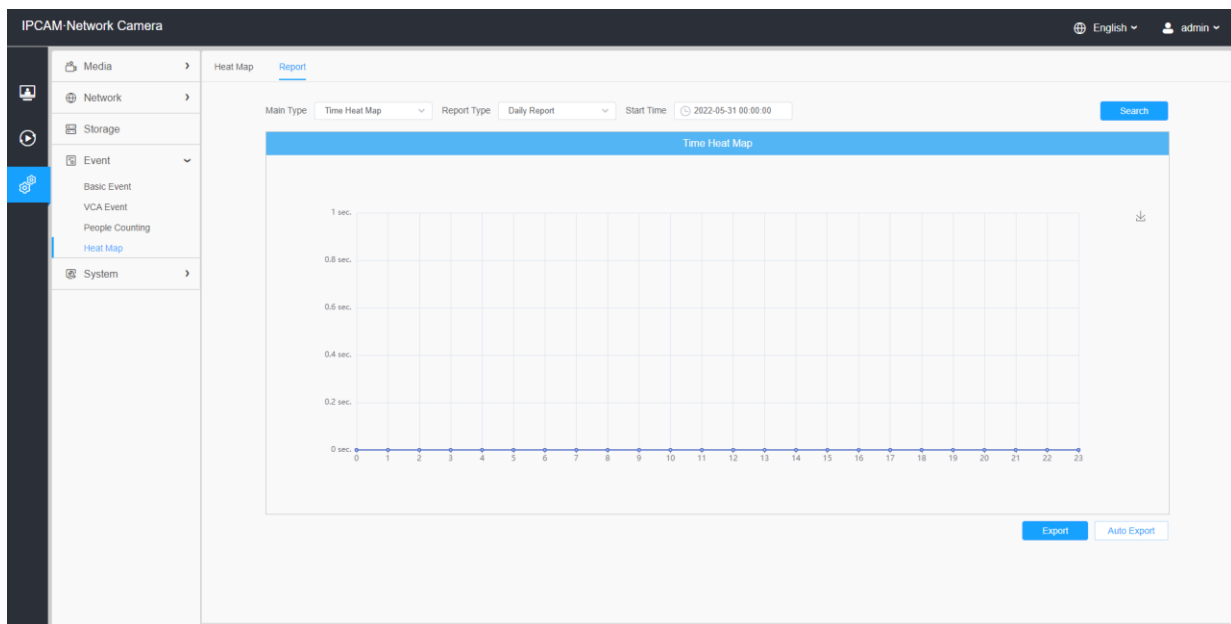 IPCAM·Network Camera
English
admin
Media
Network
Storage
Event
Basic Event
VCA Event
People Counting
Heat Map
System
Heat Map Report
Main Type Time Heat Map Report Type Daily Report Start Time 2022-05-31 00:00:00 Search
Time Heat Map
1 sec.
0.8 sec.
0.6 sec.
0.4 sec.
0.2 sec.
0 sec.
0 1 2 3 4 5 6 7 8 9 10 11 12 13 14 15 16 17 18 19 20 21 22 23
Export Auto Export